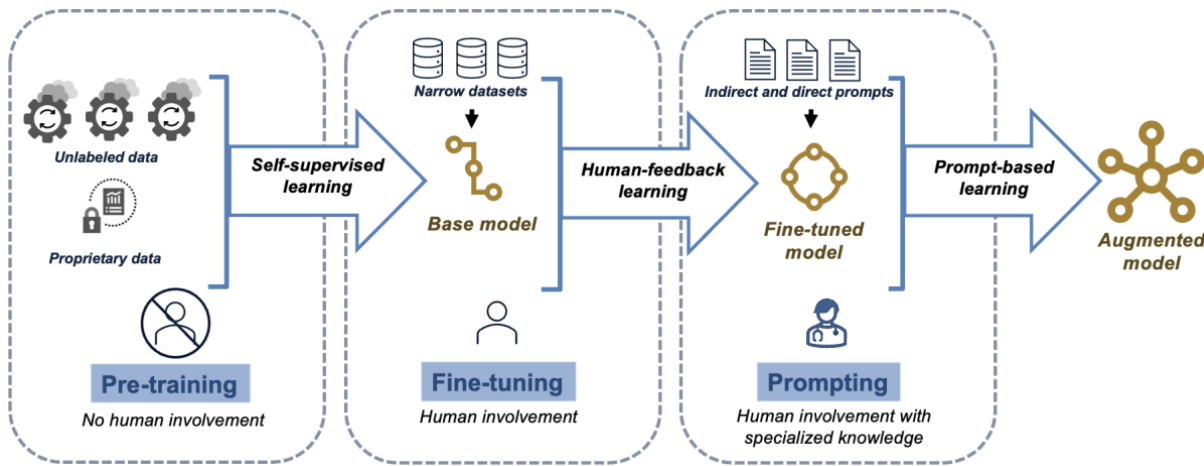 Unlabeled data
Proprietary data
Pre-training
No human involvement
Self-supervised
learning
Narrow datasets
Base model
Fine-tuning
Human involvement
Human-feedback
learning
Indirect and direct prompts
Fine-tuned
model
Prompting
Human involvement with
specialized knowledge
Prompt-based
learning
Augmented
model